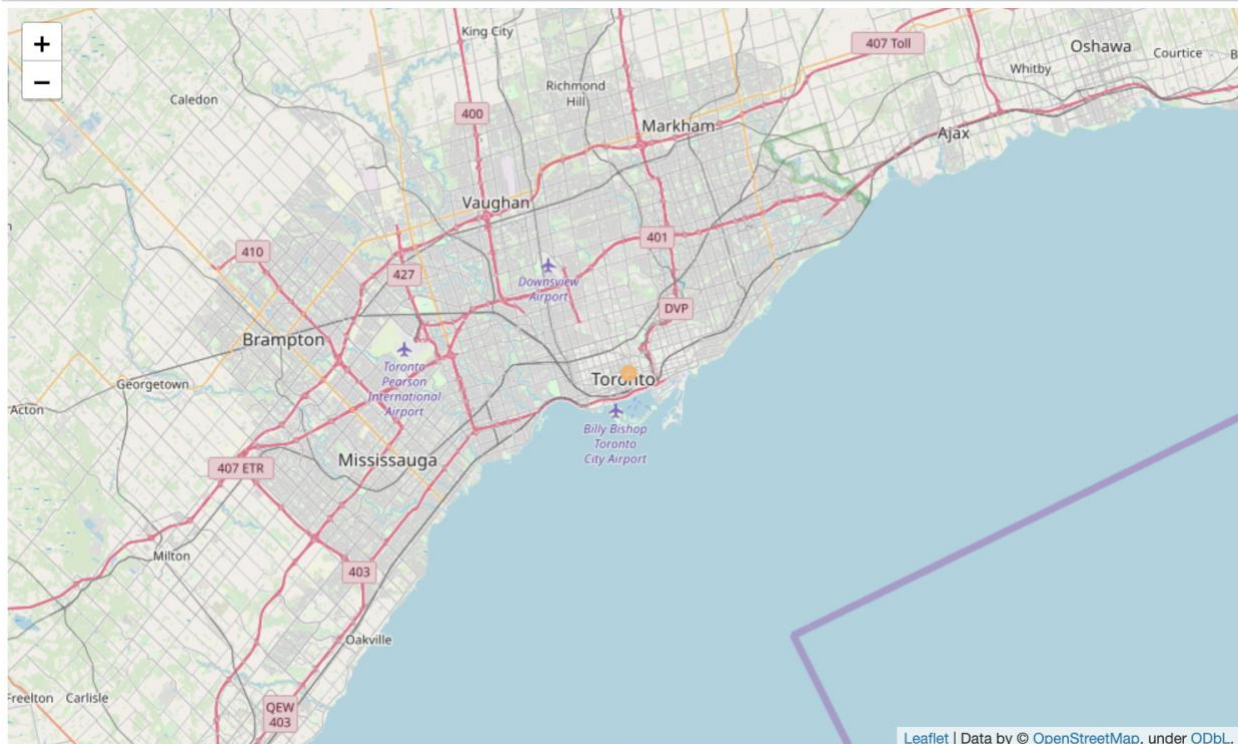 +
King City
407 Toll
Oshawa
Courtice
B
Whitby
Richmond
Hill
Caledon
400
Markham
Ajax
Vaughan
401
410
427
Downsview
Airport
DVP
Brampton
Toronto
Pearson
International
Airport
Toronto
Georgetown
Acton
Billy Bishop
Toronto
City Airport
Mississauga
407 ETR
Milton
403
Oakville
Freelton
Carlisle
QEW
403
−
n
Leaflet | Data by © OpenStreetMap, under ODbL.